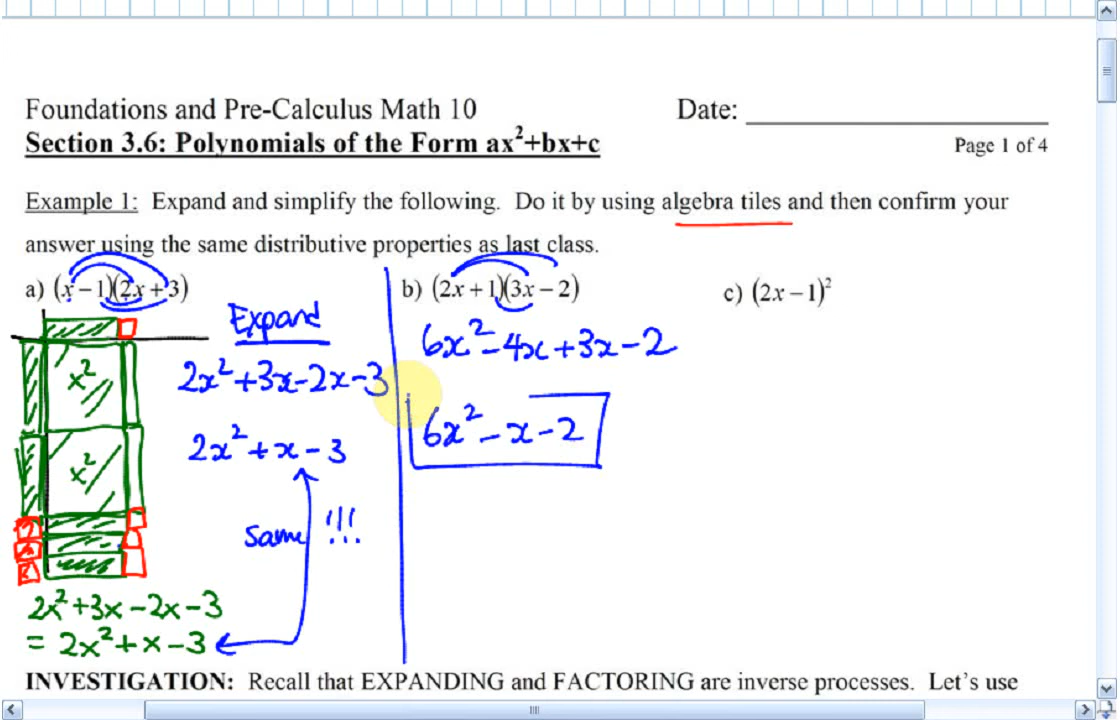 Foundations and Pre-Calculus Math 10 Date: ____________________
Section 3.6: Polynomials of the Form ax²+bx+c Page 1 of 4
Example 1: Expand and simplify the following. Do it by using algebra tiles and then confirm your
answer using the same distributive properties as last class.
a) (x − 1)(2x + 3) b) (2x + 1)(3x − 2) c) (2x − 1)²
Expand
2x² + 3x - 2x - 3
2x² + x - 3
Same !!!
x²
x²
2x² + 3x - 2x - 3
= 2x² + x - 3
6x² - 4x + 3x - 2
6x² - x - 2
INVESTIGATION: Recall that EXPANDING and FACTORING are inverse processes. Let's use